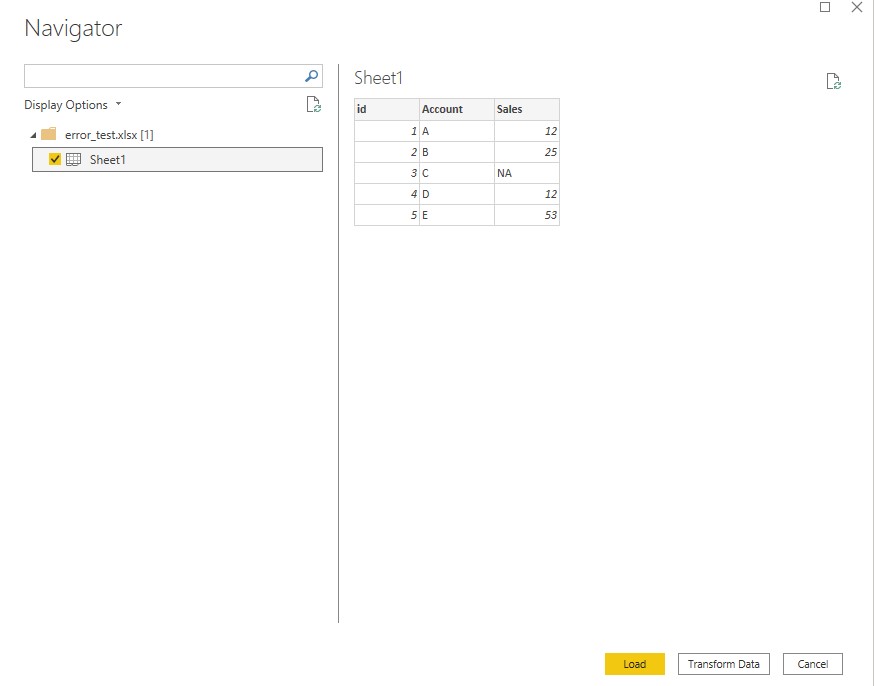 Navigator
Display Options
error_test.xlsx [1]
Sheet1
Sheet1
id Account Sales
1 A 12
2 B 25
3 C NA
4 D 12
5 E 53
Load Transform Data Cancel